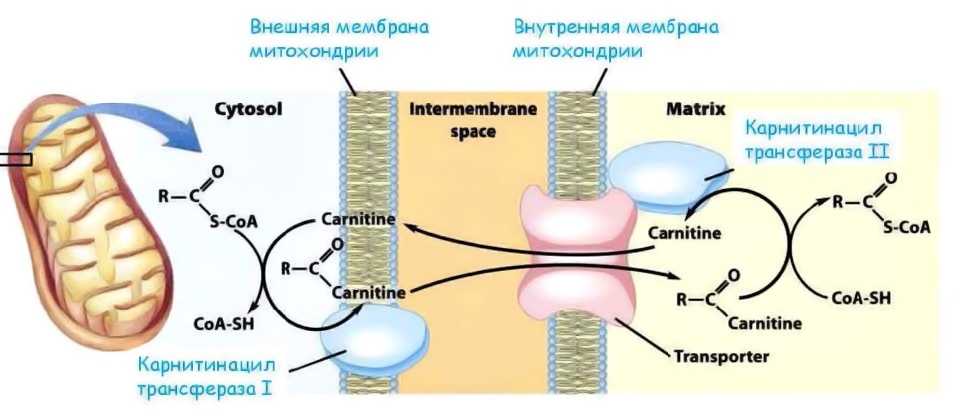 Внешняя мембрана
митохондрии
Внутренняя мембрана
митохондрии
Cytosol
Intermembrane
space
Matrix
Карнитинацил
трансфераза II
O
R—C
S-CoA
Carnitine
O
R—C
Carnitine
CoA-SH
Карнитинацил
трансфераза I
Carnitine
O
R—C
Carnitine
Transporter
O
R—C
S-CoA
CoA-SH